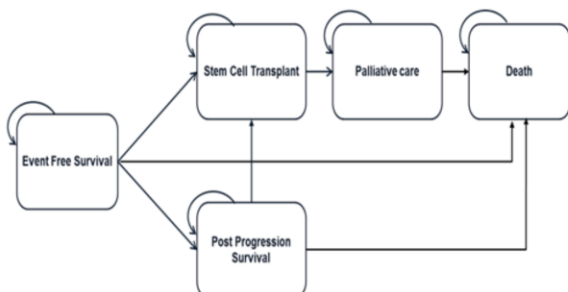 Stem Cell Transplant
Palliative care
Death
Event Free Survival
Post Progression
Survival